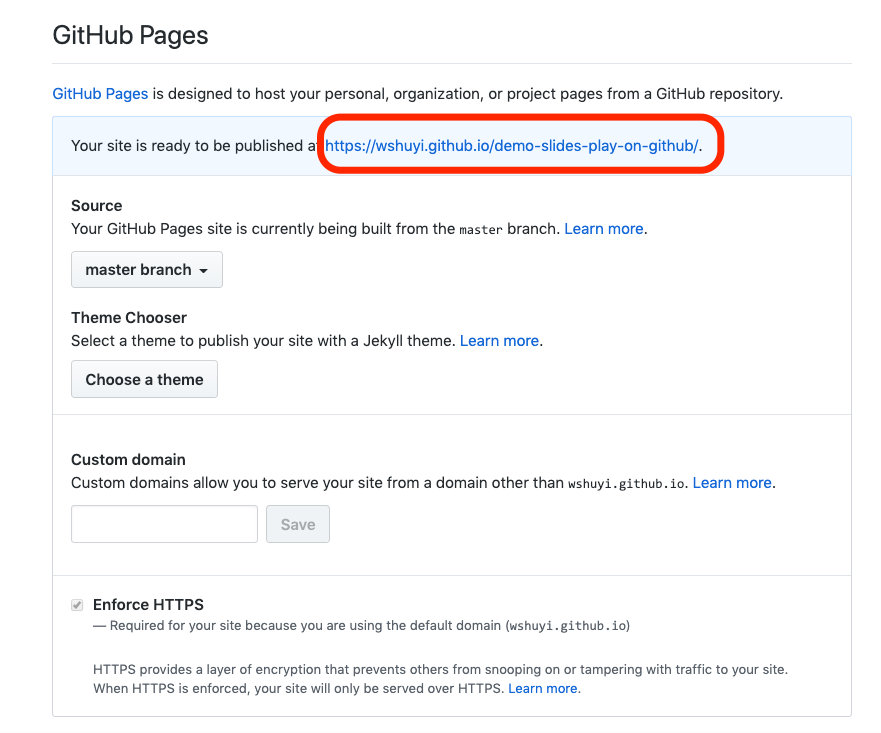 GitHub Pages
GitHub Pages is designed to host your personal, organization, or project pages from a GitHub repository.
Your site is ready to be published at https://wshuyi.github.io/demo-slides-play-on-github/.
Source
Your GitHub Pages site is currently being built from the master branch. Learn more.
master branch
Theme Chooser
Select a theme to publish your site with a Jekyll theme. Learn more.
Choose a theme
Custom domain
Custom domains allow you to serve your site from a domain other than wshuyi.github.io. Learn more.
Save
Enforce HTTPS
— Required for your site because you are using the default domain (wshuyi.github.io)
HTTPS provides a layer of encryption that prevents others from snooping on or tampering with traffic to your site.
When HTTPS is enforced, your site will only be served over HTTPS. Learn more.